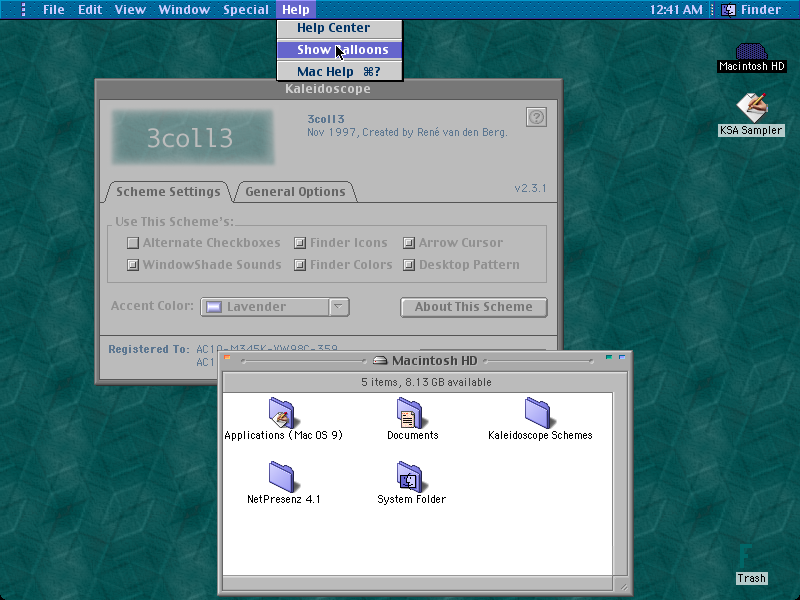 File Edit View Window Special Help 12:41 AM Finder
Help Center
Show Balloons
Mac Help ⌘?
Macintosh HD
KSA Sampler
Kaleidoscope
3coll3
3coll3
Nov 1997, Created by René van den Berg.
?
Scheme Settings General Options v2.3.1
Use This Scheme's:
Alternate Checkboxes Finder Icons Arrow Cursor
WindowShade Sounds Finder Colors Desktop Pattern
Accent Color: Lavender About This Scheme
Registered To:
Macintosh HD
5 items, 8.13 GB available
Applications (Mac OS 9) Documents Kaleidoscope Schemes
NetPresenz 4.1 System Folder
Trash